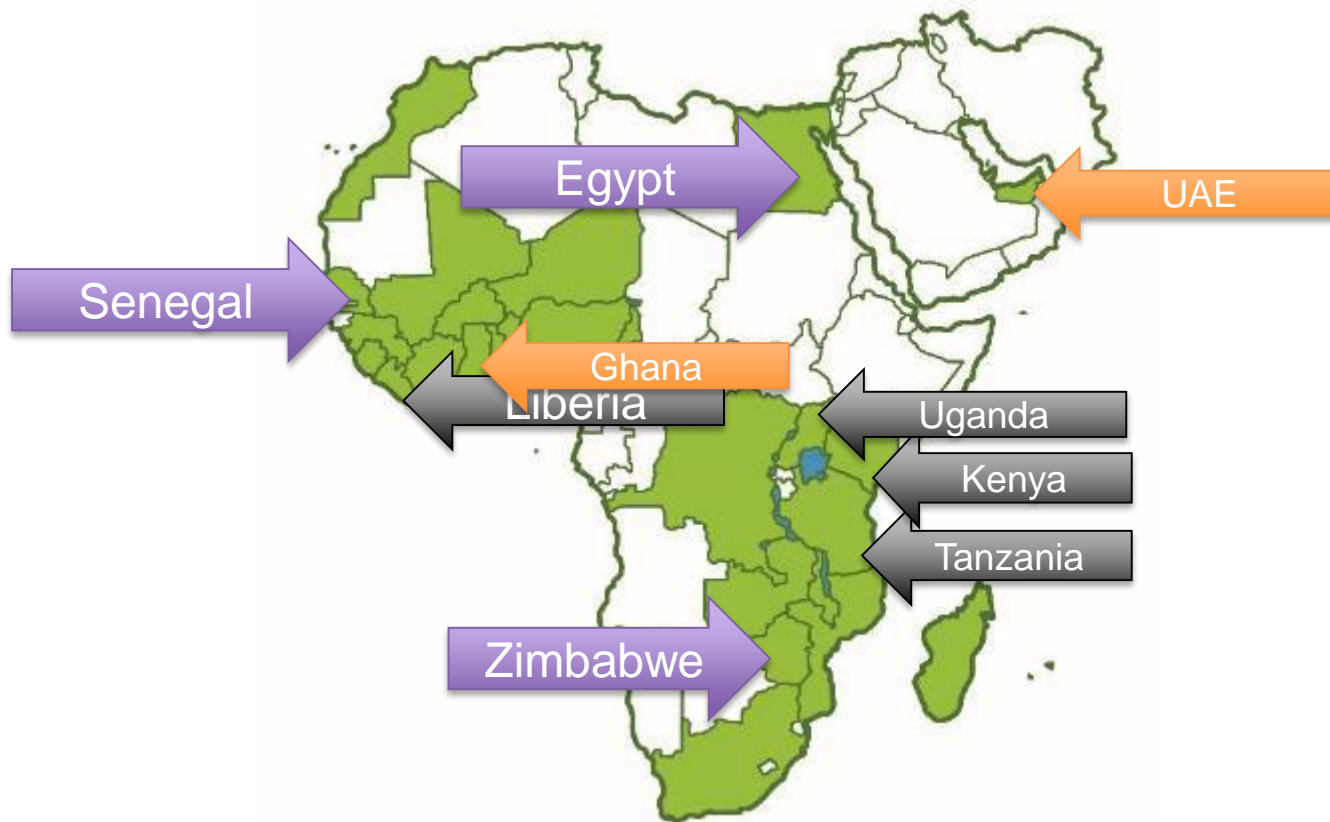 Egypt
UAE
Senegal
Ghana
Liberia
Uganda
Kenya
Tanzania
Zimbabwe